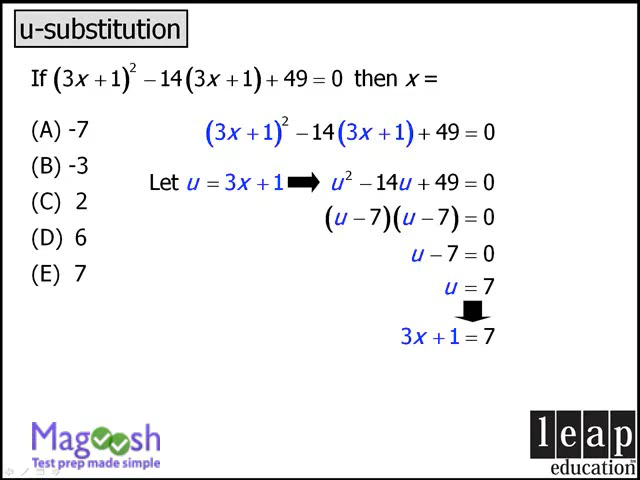 u-substitution
If (3x + 1)² − 14(3x + 1) + 49 = 0 then x =
(A) -7
(B) -3
(C) 2
(D) 6
(E) 7
(3x + 1)² − 14(3x + 1) + 49 = 0
Let u = 3x + 1 ➡ u² − 14u + 49 = 0
(u − 7)(u − 7) = 0
u − 7 = 0
u = 7
3x + 1 = 7
Magoosh
Test prep made simple
leap
education